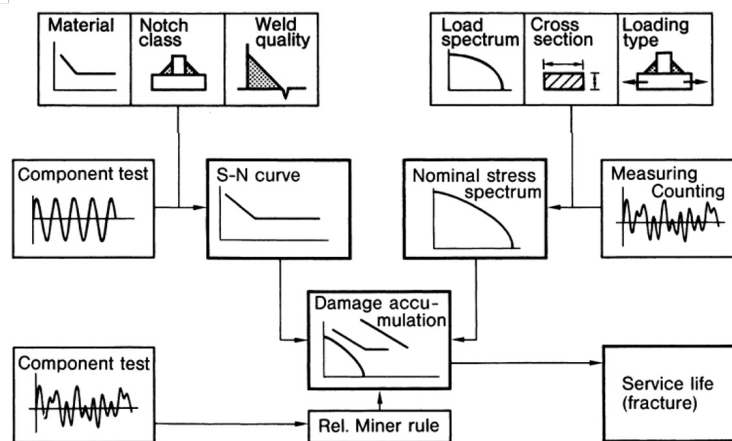 Material
Notch
class
Weld
quality
Load
spectrum
Cross
section
Loading
type
Component test
S-N curve
Nominal stress
spectrum
Measuring
Counting
Damage accu-
mulation
Component test
Rel. Miner rule
Service life
(fracture)